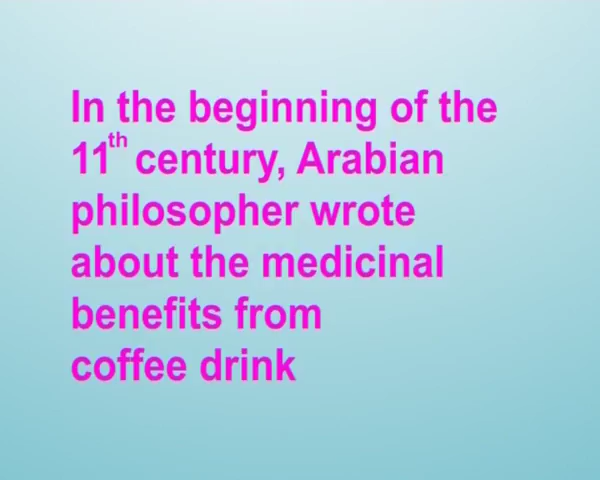 In the beginning of the
11th century, Arabian
philosopher wrote
about the medicinal
benefits from
coffee drink